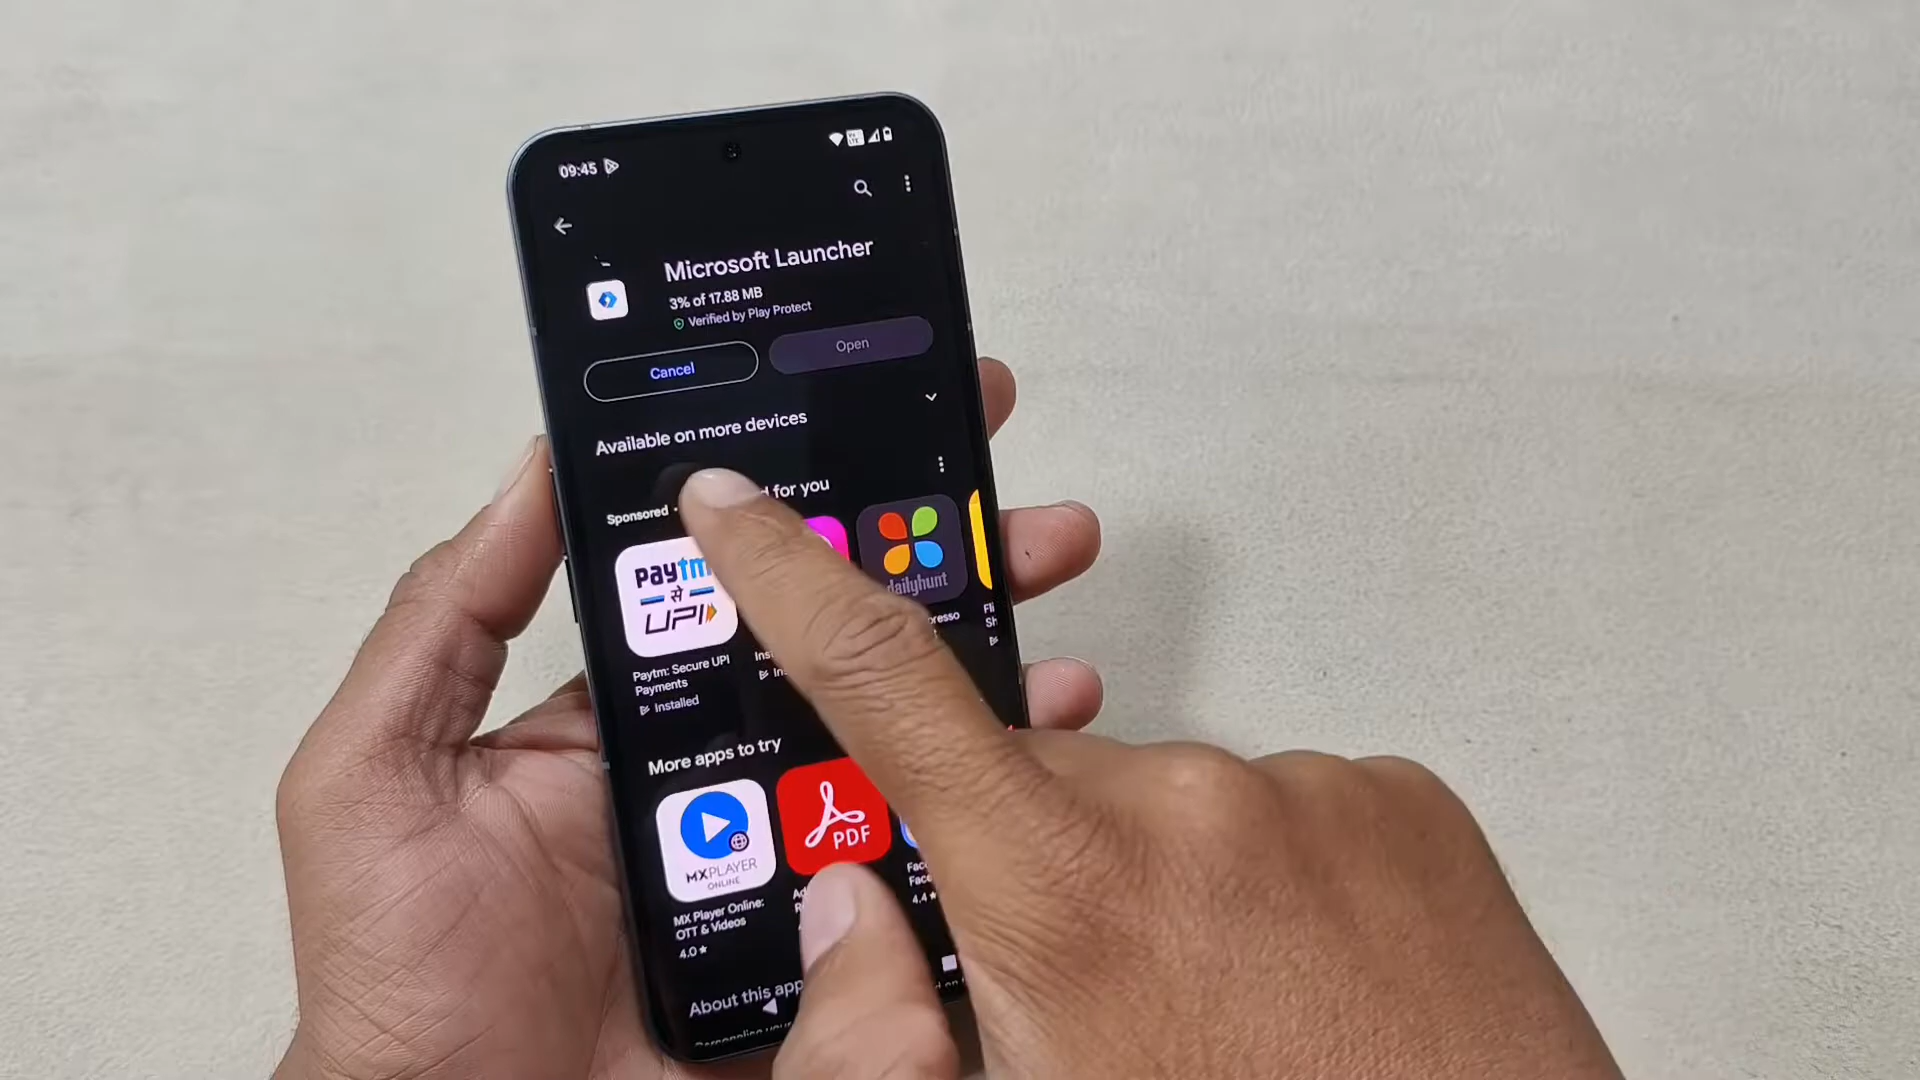 09:45
Microsoft Launcher
3% of 17.88 MB
Verified by Play Protect
Cancel
Open
Available on more devices
Sponsored ·
for you
paytm
से
UPI
dailyhunt
Paytm: Secure UPI
Payments
Installed
More apps to try
MXPLAYER
ONLINE
PDF
MX Player Online:
OTT & Videos
4.0 ★
4.4 ★
About this app